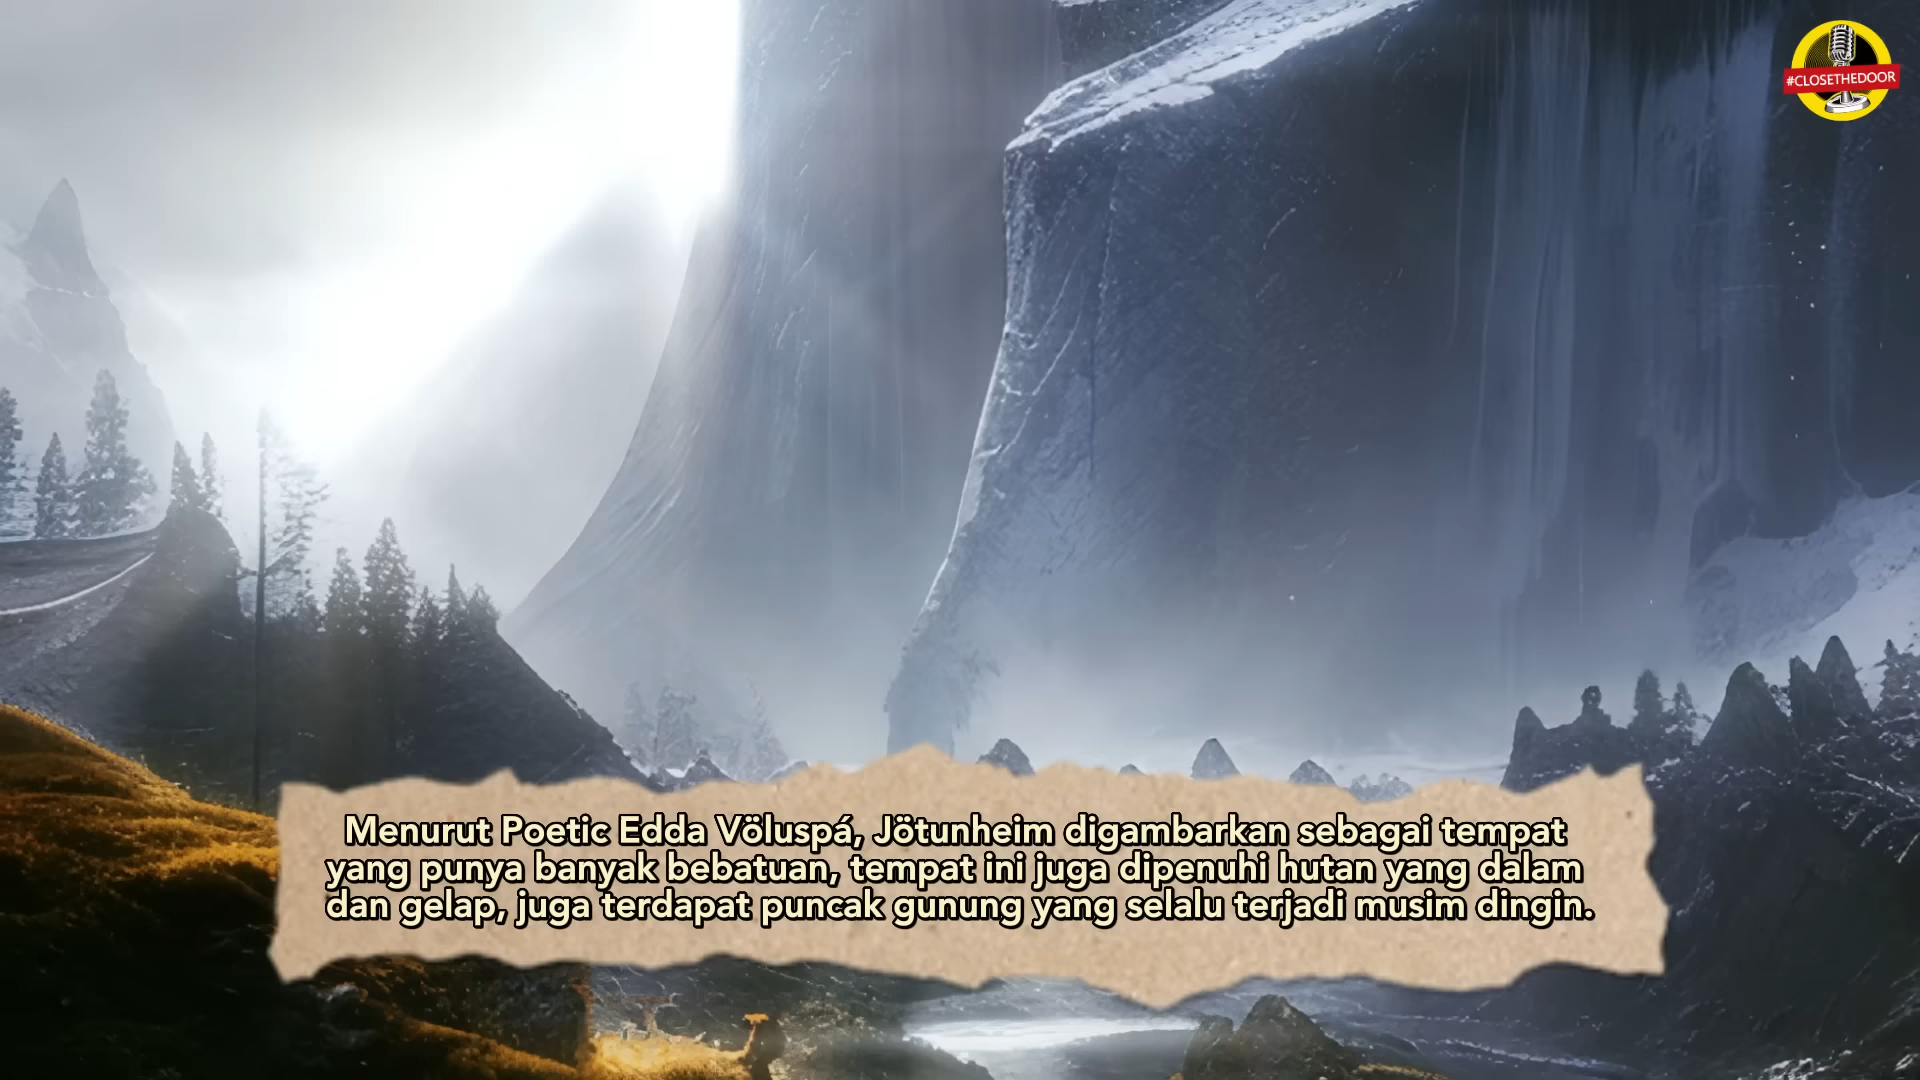 #CLOSETHEDOOR
Menurut Poetic Edda Völuspá, Jötunheim digambarkan sebagai tempat
yang punya banyak bebatuan, tempat ini juga dipenuhi hutan yang dalam
dan gelap, juga terdapat puncak gunung yang selalu terjadi musim dingin.